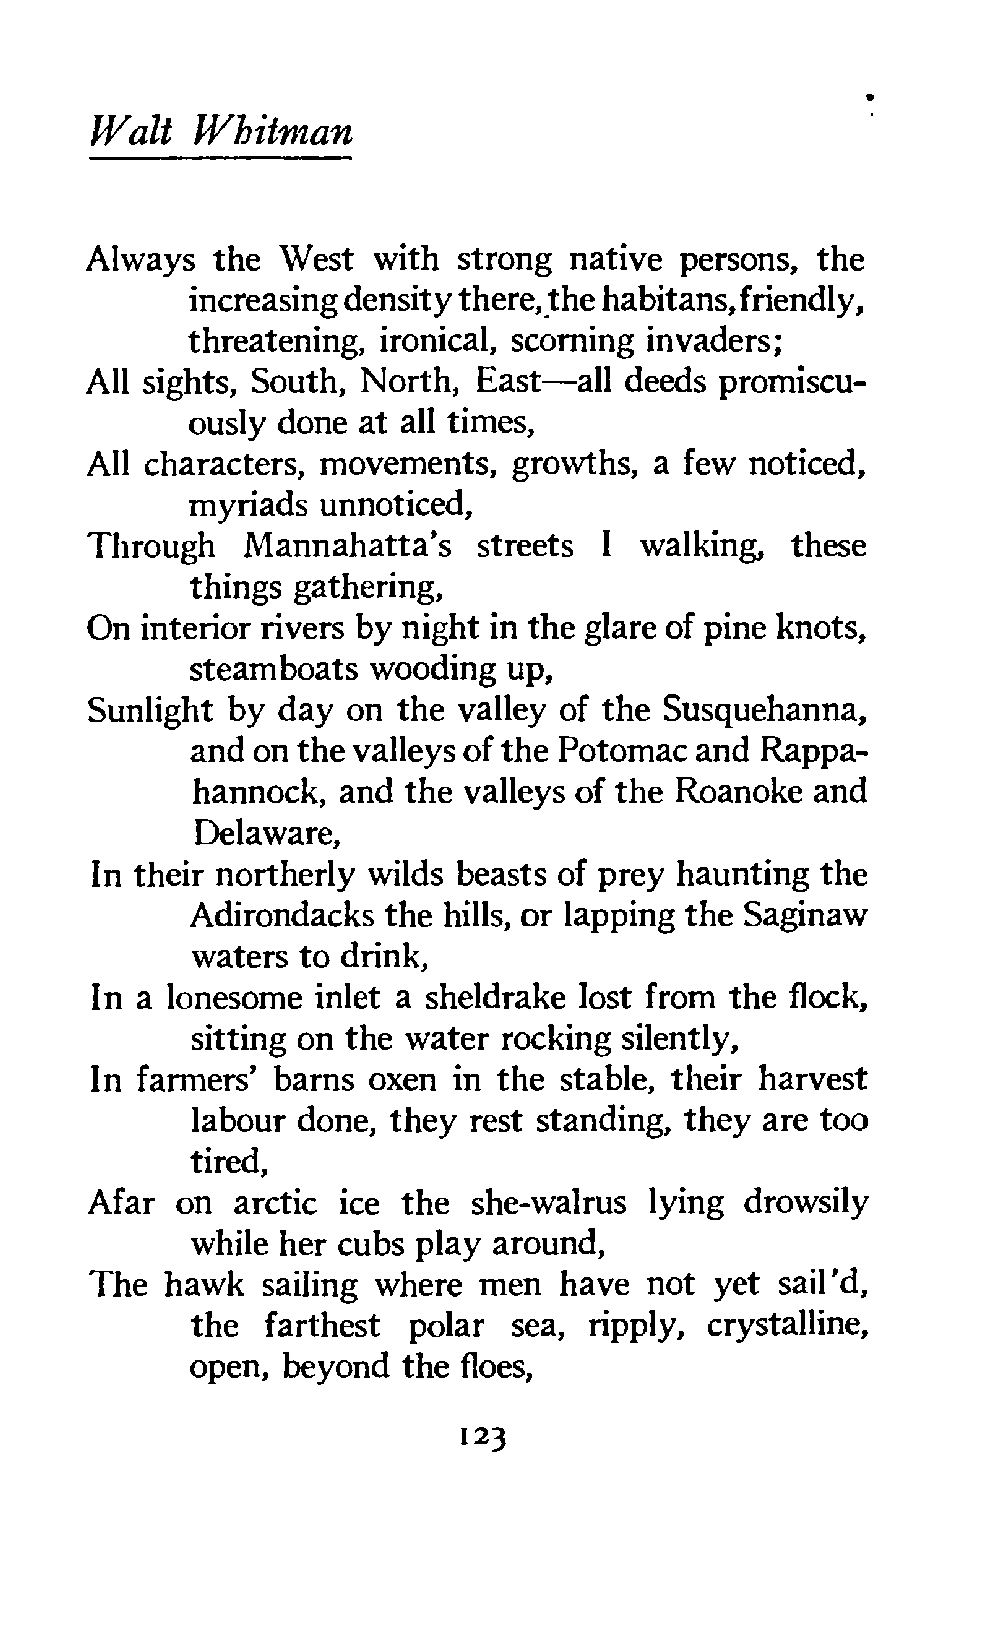 Walt Whitman
Always the West with strong native persons, the
increasing density there, the habitans, friendly,
threatening, ironical, scorning invaders;
All sights, South, North, East—all deeds promiscu-
ously done at all times,
All characters, movements, growths, a few noticed,
myriads unnoticed,
Through Mannahatta's streets I walking, these
things gathering,
On interior rivers by night in the glare of pine knots,
steamboats wooding up,
Sunlight by day on the valley of the Susquehanna,
and on the valleys of the Potomac and Rappa-
hannock, and the valleys of the Roanoke and
Delaware,
In their northerly wilds beasts of prey haunting the
Adirondacks the hills, or lapping the Saginaw
waters to drink,
In a lonesome inlet a sheldrake lost from the flock,
sitting on the water rocking silently,
In farmers' barns oxen in the stable, their harvest
labour done, they rest standing, they are too
tired,
Afar on arctic ice the she-walrus lying drowsily
while her cubs play around,
The hawk sailing where men have not yet sail'd,
the farthest polar sea, ripply, crystalline,
open, beyond the floes,
123